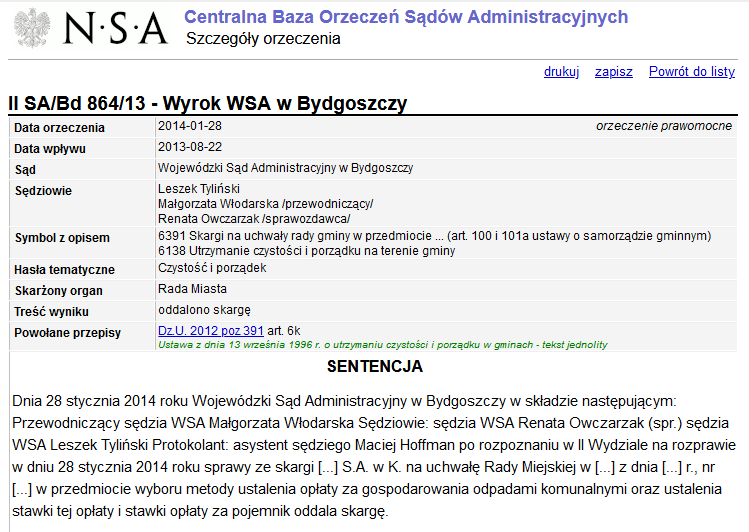 N·S·A
Centralna Baza Orzeczeń Sądów Administracyjnych
Szczegóły orzeczenia
drukuj zapisz Powrót do listy
II SA/Bd 864/13 - Wyrok WSA w Bydgoszczy
Data orzeczenia 2014-01-28 orzeczenie prawomocne
Data wpływu 2013-08-22
Sąd Wojewódzki Sąd Administracyjny w Bydgoszczy
Sędziowie Leszek Tyliński
Małgorzata Włodarska /przewodniczący/
Renata Owczarzak /sprawozdawca/
Symbol z opisem 6391 Skargi na uchwały rady gminy w przedmiocie ... (art. 100 i 101a ustawy o samorządzie gminnym)
6138 Utrzymanie czystości i porządku na terenie gminy
Hasła tematyczne Czystość i porządek
Skarżony organ Rada Miasta
Treść wyniku oddalono skargę
Powołane przepisy Dz.U. 2012 poz 391 art. 6k
Ustawa z dnia 13 września 1996 r. o utrzymaniu czystości i porządku w gminach - tekst jednolity
SENTENCJA
Dnia 28 stycznia 2014 roku Wojewódzki Sąd Administracyjny w Bydgoszczy w składzie następującym:
Przewodniczący sędzia WSA Małgorzata Włodarska Sędziowie: sędzia WSA Renata Owczarzak (spr.) sędzia
WSA Leszek Tyliński Protokolant: asystent sędziego Maciej Hoffman po rozpoznaniu w II Wydziale na rozprawie
w dniu 28 stycznia 2014 roku sprawy ze skargi [...] S.A. w K. na uchwałę Rady Miejskiej w [...] z dnia [...] r., nr
[...] w przedmiocie wyboru metody ustalenia opłaty za gospodarowania odpadami komunalnymi oraz ustalenia
stawki tej opłaty i stawki opłaty za pojemnik oddala skargę.